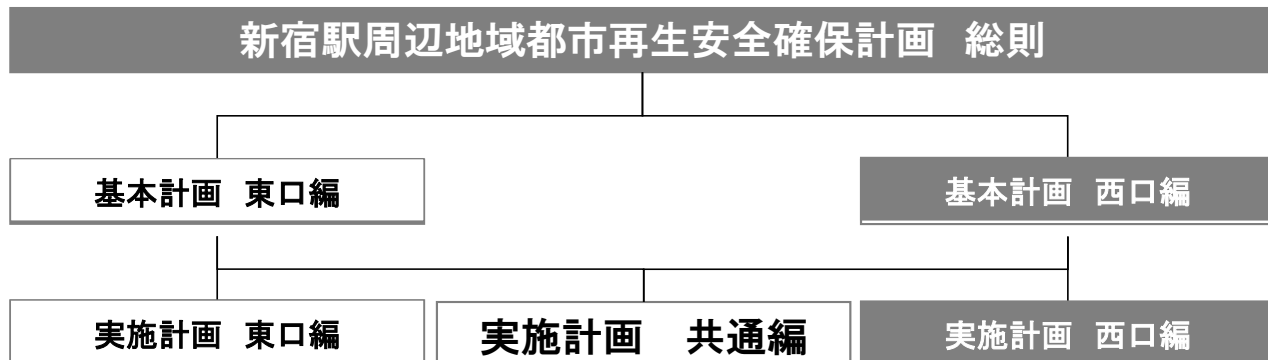 新宿駅周辺地域都市再生安全確保計画　総則
基本計画　東口編
基本計画　西口編
実施計画　東口編
実施計画　共通編
実施計画　西口編